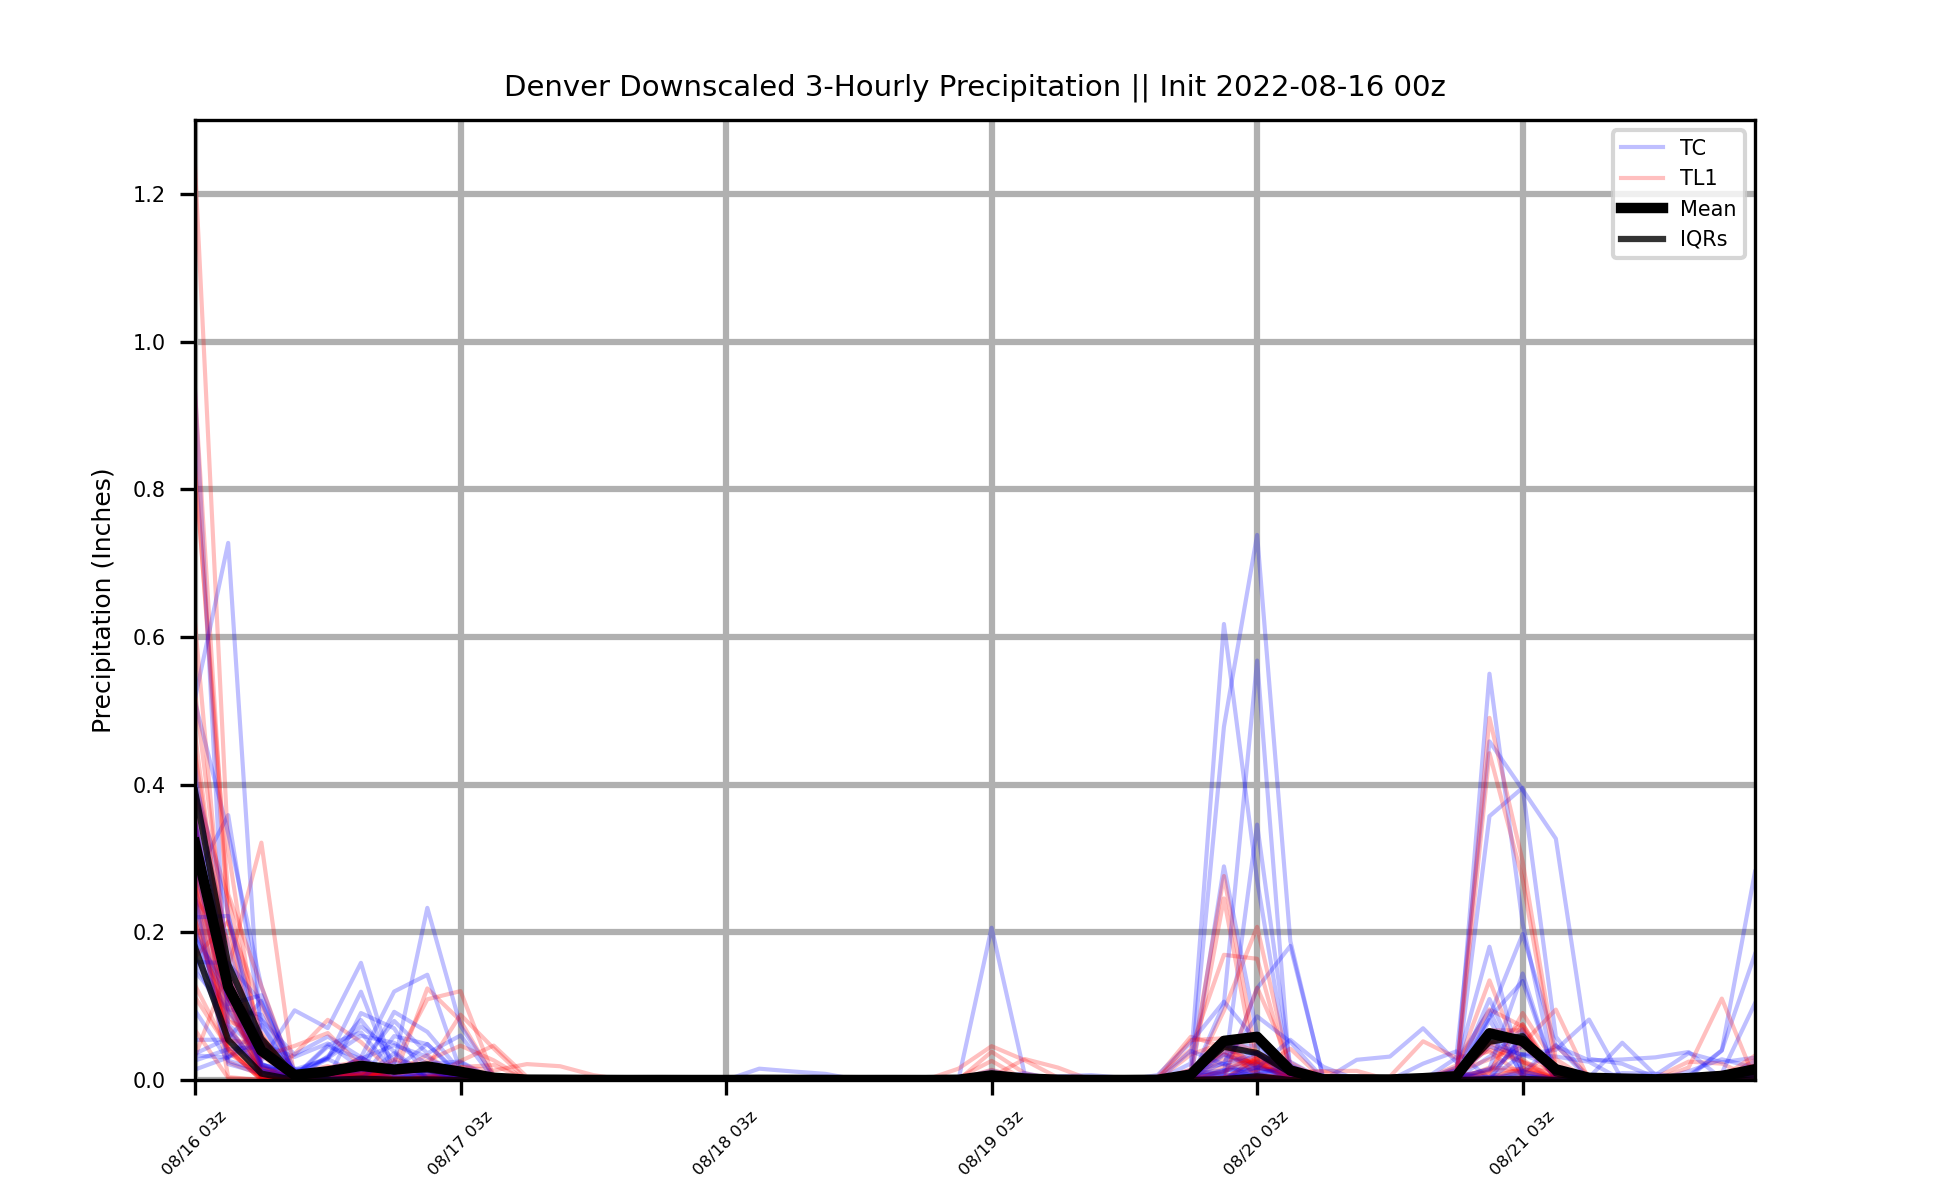 Denver Downscaled 3-Hourly Precipitation || Init 2022-08-16 00z
TC
TL1
Mean
IQRs
Precipitation (Inches)
1.2
1.0
0.8
0.6
0.4
0.2
0.0
08/16 03z
08/17 03z
08/18 03z
08/19 03z
08/20 03z
08/21 03z